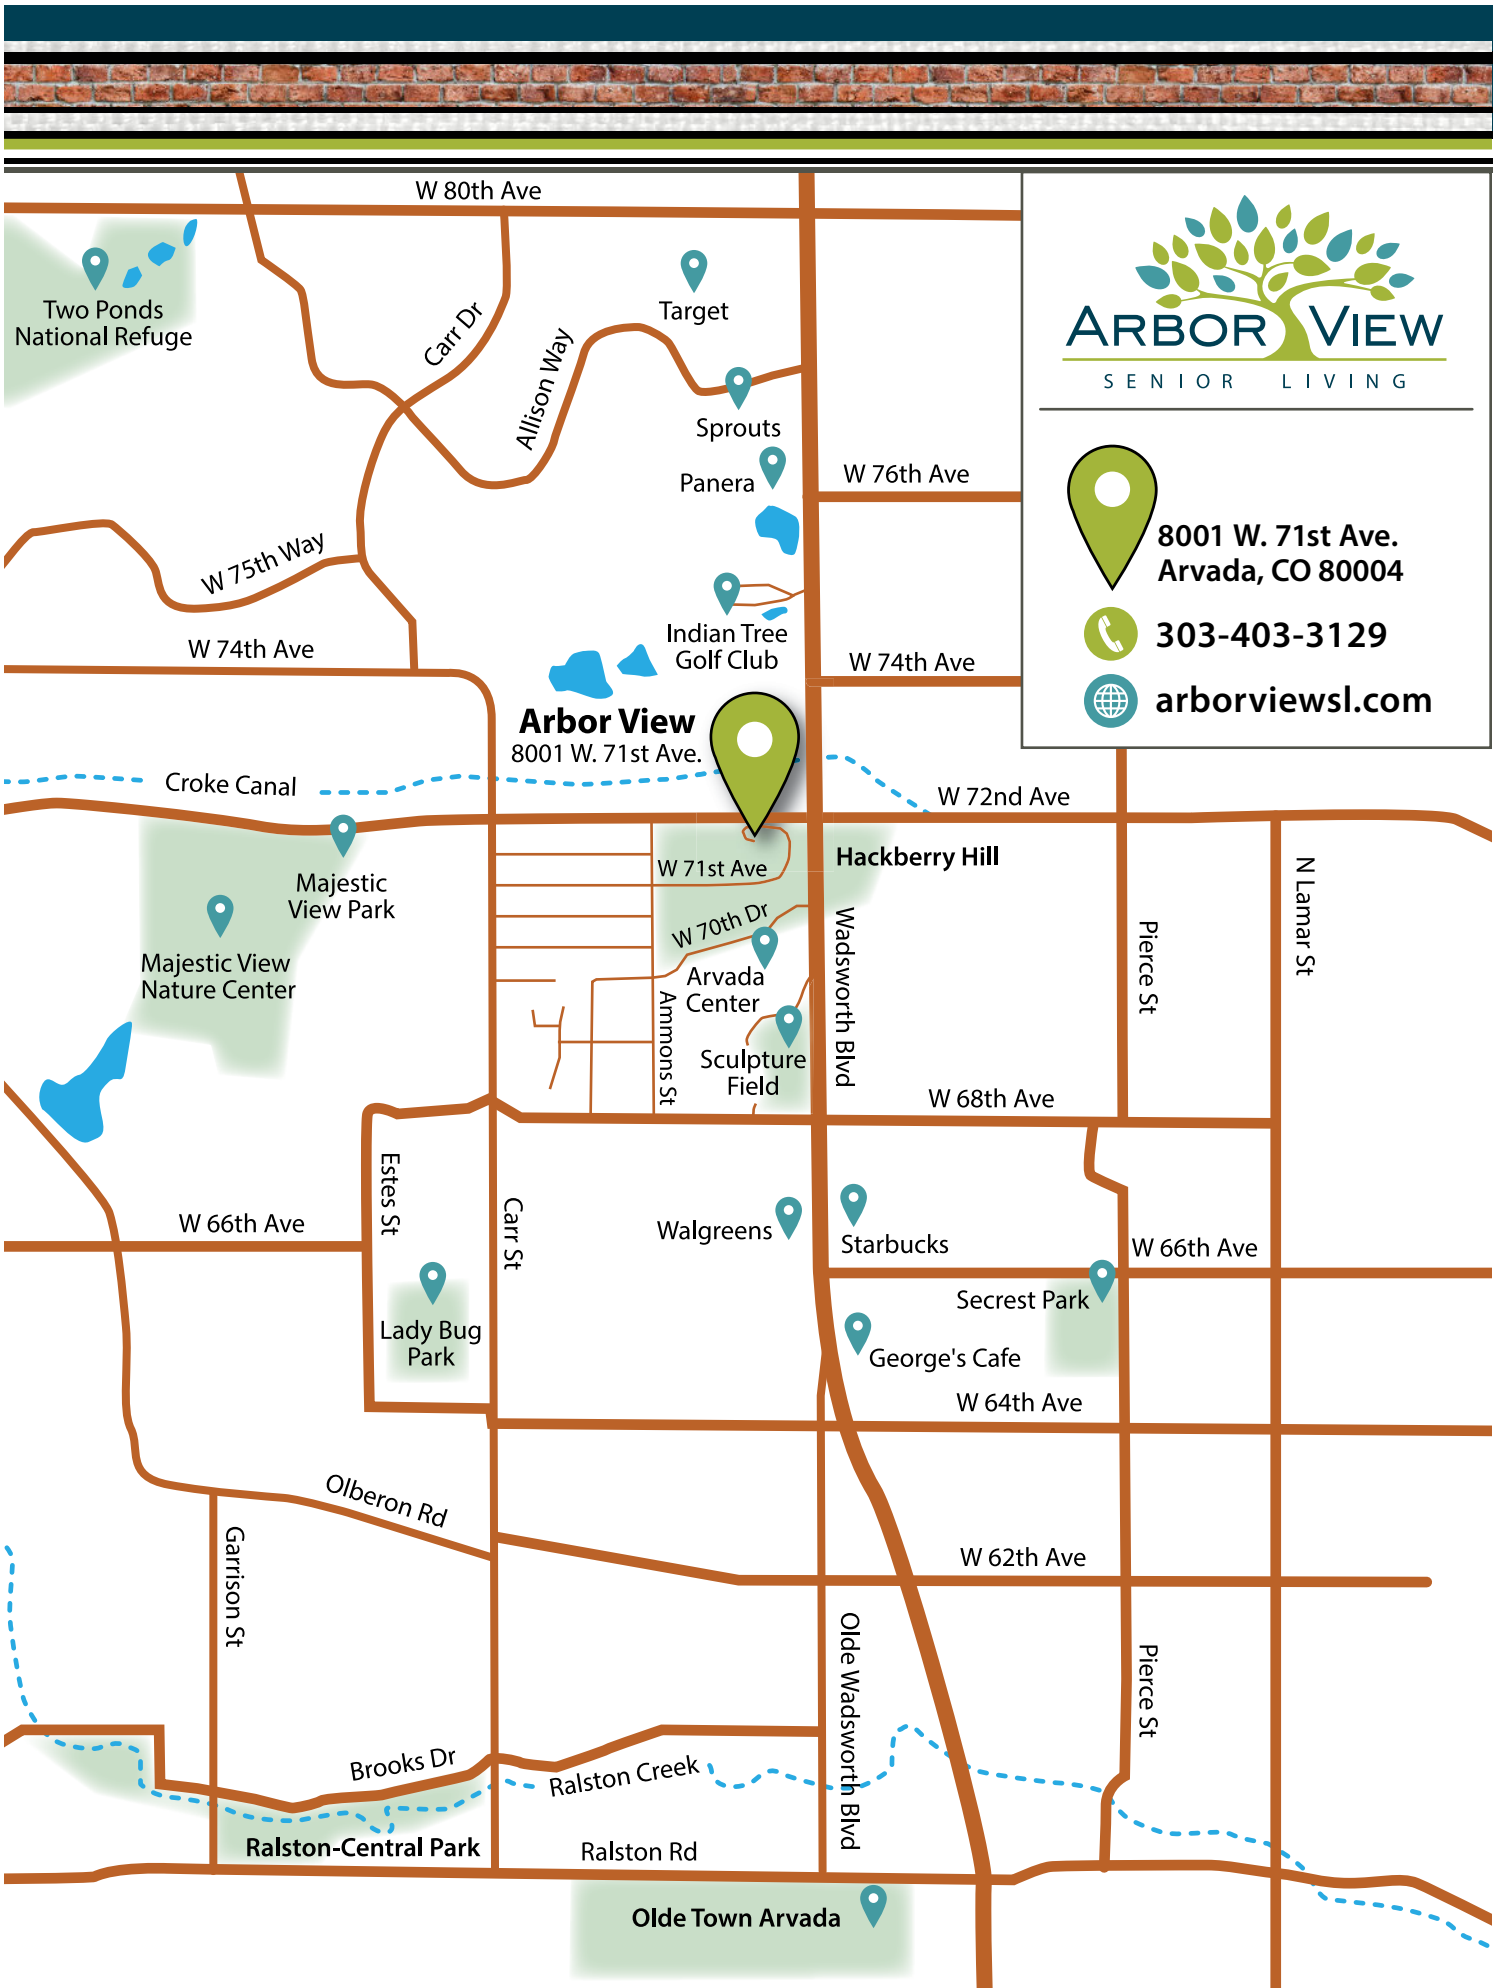 W 80th Ave
Two Ponds
National Refuge
Carr Dr
Allison Way
Target
Sprouts
Panera
W 76th Ave
ARBOR VIEW
SENIOR LIVING
8001 W. 71st Ave.
Arvada, CO 80004
303-403-3129
arborviewsl.com
W 75th Way
W 74th Ave
Indian Tree
Golf Club
W 74th Ave
Arbor View
8001 W. 71st Ave.
Croke Canal
W 72nd Ave
Hackberry Hill
W 71st Ave
Majestic
View Park
W 70th Dr
Majestic View
Nature Center
Arvada
Center
Ammons St
Sculpture
Field
Wadsworth Blvd
Pierce St
N Lamar St
W 68th Ave
Estes St
Carr St
W 66th Ave
Walgreens
Starbucks
W 66th Ave
Secrest Park
Lady Bug
Park
George's Cafe
W 64th Ave
Olberon Rd
Garrison St
W 62th Ave
Olde Wadsworth Blvd
Pierce St
Brooks Dr
Ralston Creek
Ralston-Central Park
Ralston Rd
Olde Town Arvada